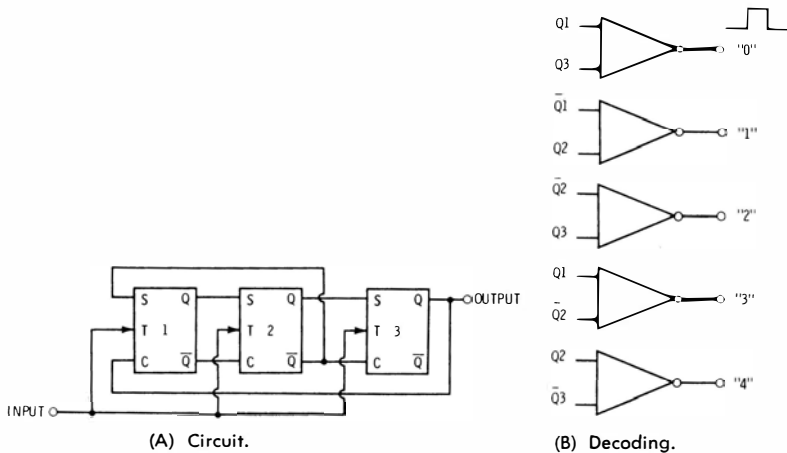 Q1
Q3
"0"
Q̅1
Q2
"1"
Q̅2
Q3
"2"
Q1
Q̅2
"3"
Q2
Q̅3
"4"
S Q S Q S Q OUTPUT
T 1 T 2 T 3
C Q̅ C Q̅ C Q̅
INPUT
(A) Circuit.
(B) Decoding.